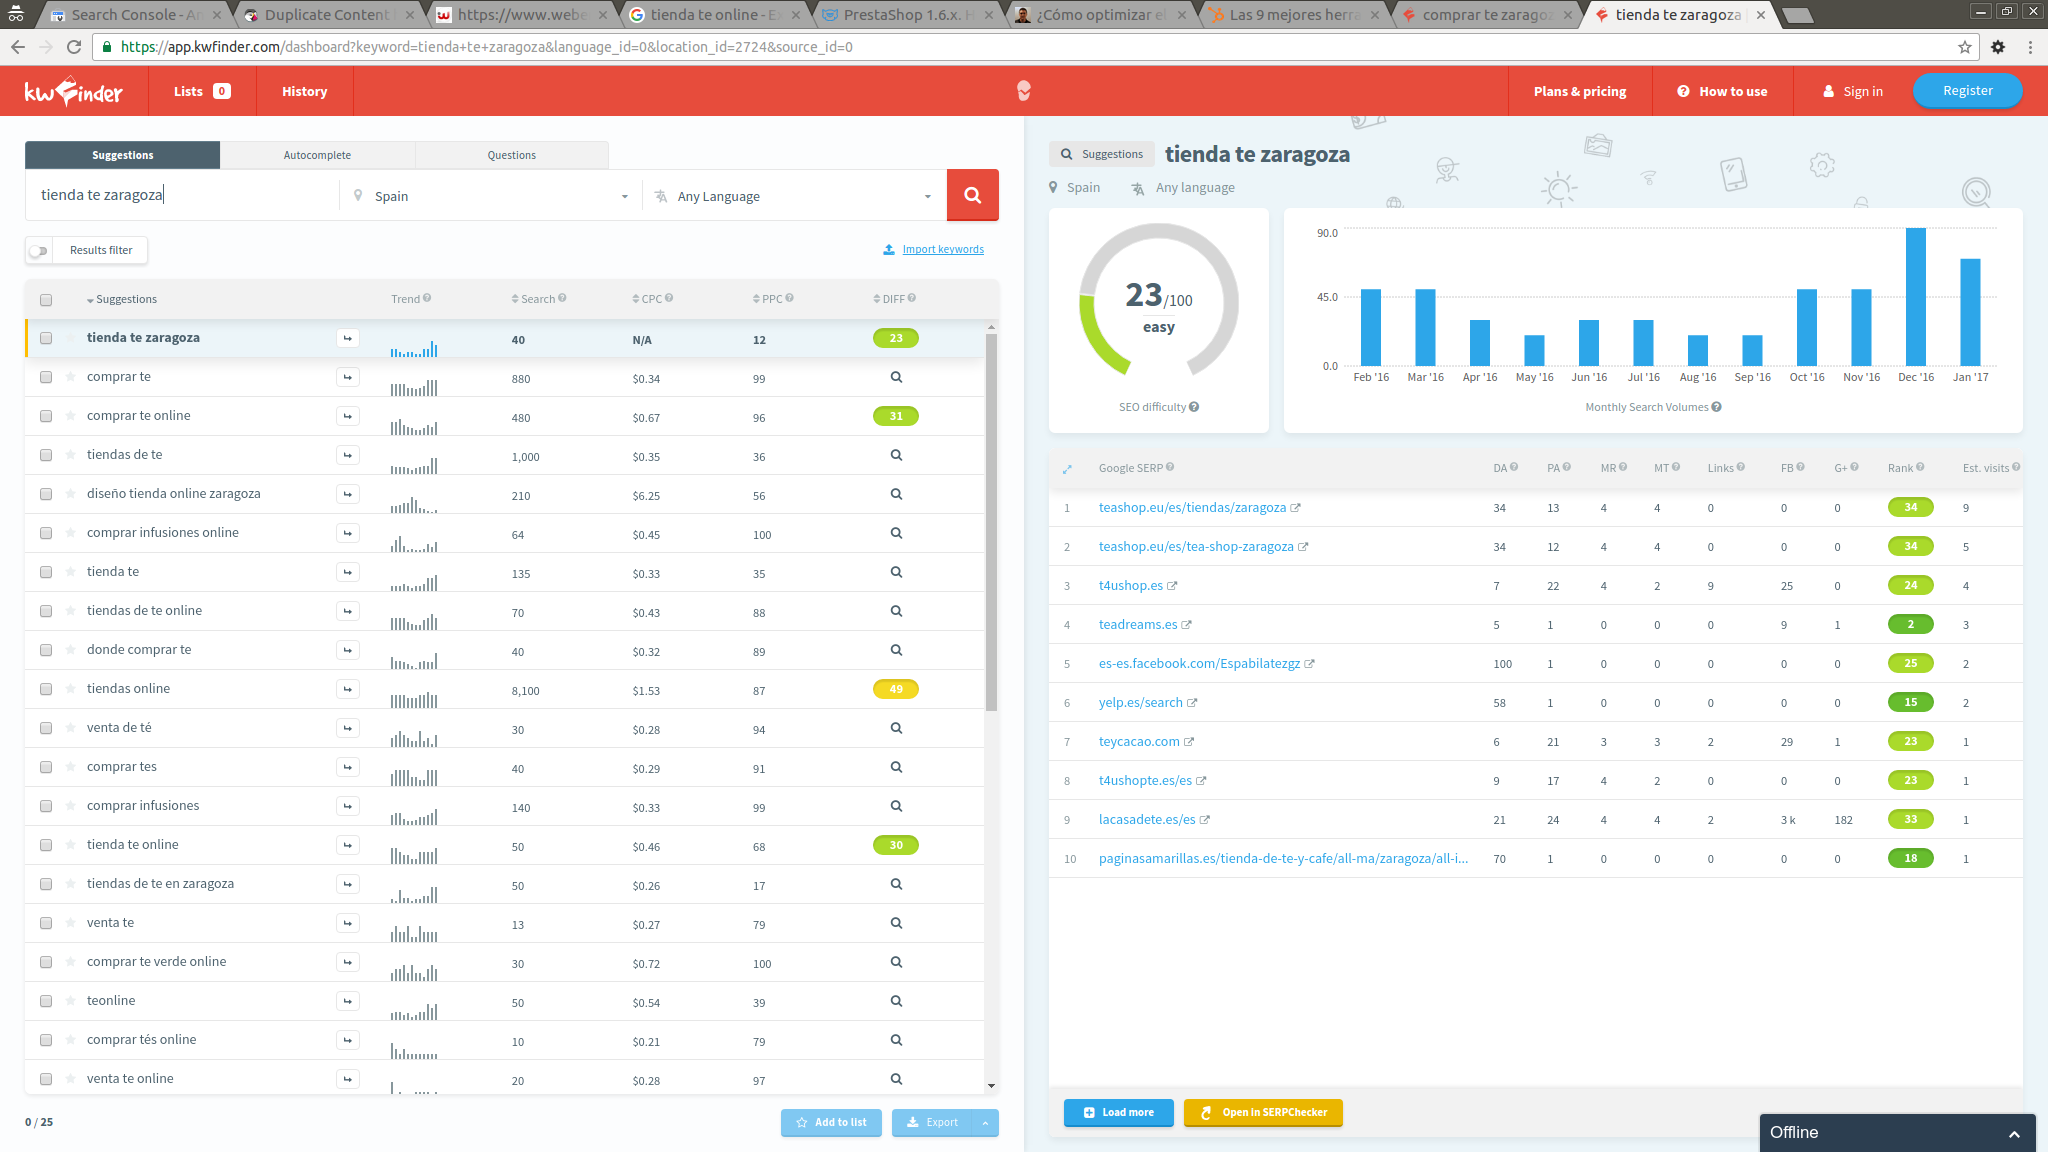 Search Console - An
Duplicate Content
https://www.webe
tienda te online - E
PrestaShop 1.6.x. H
¿Cómo optimizar el
Las 9 mejores herra
comprar te zaragoz
tienda te zaragoza
https://app.kwfinder.com/dashboard?keyword=tienda+te+zaragoza&language_id=0&location_id=2724&source_id=0
kwfinder
Lists 0
History
Plans & pricing
How to use
Sign in
Register
Suggestions
Autocomplete
Questions
tienda te zaragoza
Spain
Any Language
Results filter
Import keywords
Suggestions Trend Search CPC PPC DIFF
tienda te zaragoza 40 N/A 12 23
comprar te 880 $0.34 99
comprar te online 480 $0.67 96 31
tiendas de te 1,000 $0.35 36
diseño tienda online zaragoza 210 $6.25 56
comprar infusiones online 64 $0.45 100
tienda te 135 $0.33 35
tiendas de te online 70 $0.43 88
donde comprar te 40 $0.32 89
tiendas online 8,100 $1.53 87 49
venta de té 30 $0.28 94
comprar tes 40 $0.29 91
comprar infusiones 140 $0.33 99
tienda te online 50 $0.46 68 30
tiendas de te en zaragoza 50 $0.26 17
venta te 13 $0.27 79
comprar te verde online 30 $0.72 100
teonline 50 $0.54 39
comprar tés online 10 $0.21 79
venta te online 20 $0.28 97
0 / 25
Add to list
Export
Suggestions
tienda te zaragoza
Spain
Any language
23/100
easy
SEO difficulty
90.0
45.0
0.0
Feb '16 Mar '16 Apr '16 May '16 Jun '16 Jul '16 Aug '16 Sep '16 Oct '16 Nov '16 Dec '16 Jan '17
Monthly Search Volumes
Google SERP DA PA MR MT Links FB G+ Rank Est. visits
1 teashop.eu/es/tiendas/zaragoza 34 13 4 4 0 0 0 34 9
2 teashop.eu/es/tea-shop-zaragoza 34 12 4 4 0 0 0 34 5
3 t4ushop.es 7 22 4 2 9 25 0 24 4
4 teadreams.es 5 1 0 0 0 9 1 2 3
5 es-es.facebook.com/Espabilatezgz 100 1 0 0 0 0 0 25 2
6 yelp.es/search 58 1 0 0 0 0 0 15 2
7 teycacao.com 6 21 3 3 2 29 1 23 1
8 t4ushopte.es/es 9 17 4 2 0 0 0 23 1
9 lacasadete.es/es 21 24 4 4 2 3 k 182 33 1
10 paginasamarillas.es/tienda-de-te-y-cafe/all-ma/zaragoza/all-i... 70 1 0 0 0 0 0 18 1
Load more
Open in SERPChecker
Offline